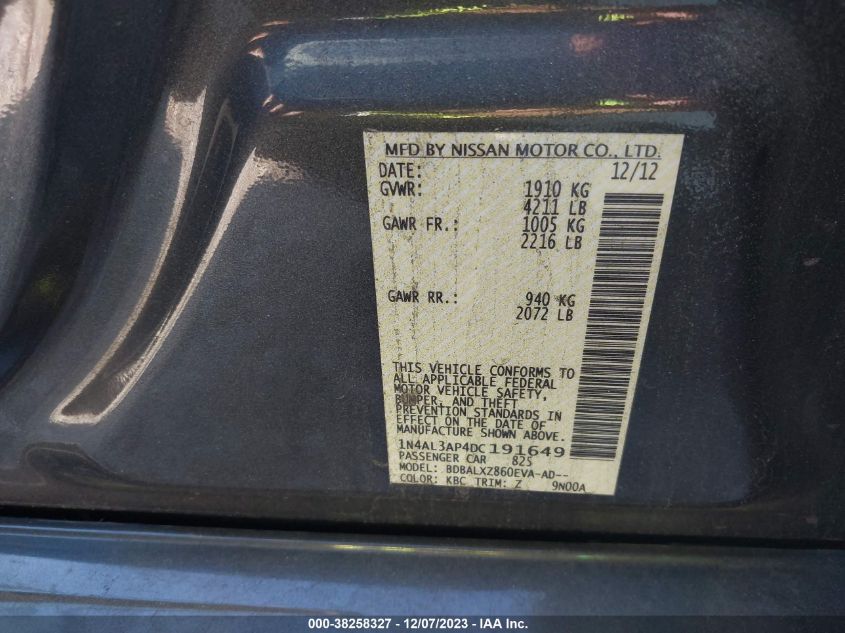 MFD BY NISSAN MOTOR CO., LTD.
DATE: 12/12
GVWR: 1910 KG
4211 LB
GAWR FR.: 1005 KG
2216 LB
GAWR RR.: 940 KG
2072 LB
THIS VEHICLE CONFORMS TO
ALL APPLICABLE FEDERAL
MOTOR VEHICLE SAFETY,
BUMPER, AND THEFT
PREVENTION STANDARDS IN
EFFECT ON THE DATE OF
MANUFACTURE SHOWN ABOVE.
1N4AL3AP4DC191649
PASSENGER CAR 825
MODEL: BDBALXZ860EVA-AD--
COLOR: KBC TRIM: Z 9N00A
000-38258327 - 12/07/2023 - IAA Inc.